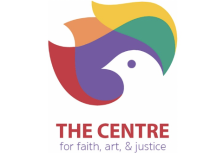 THE CENTRE
for faith, art, & justice